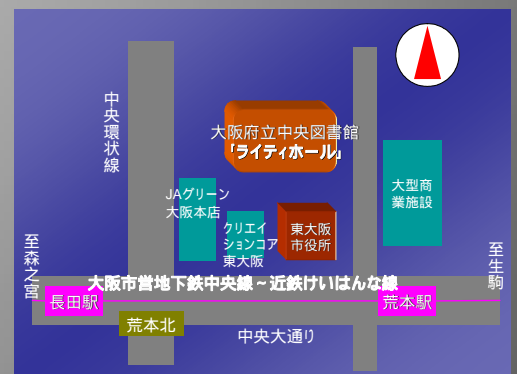 中央環状線
大阪府立中央図書館
「ライティホール」
JAグリーン
大阪本店
クリエイ
ションコア
東大阪
東大阪
市役所
大型商
業施設
至森之宮
至生駒
大阪市営地下鉄中央線~近鉄けいはんな線
長田駅
荒本駅
荒本北
中央大通り